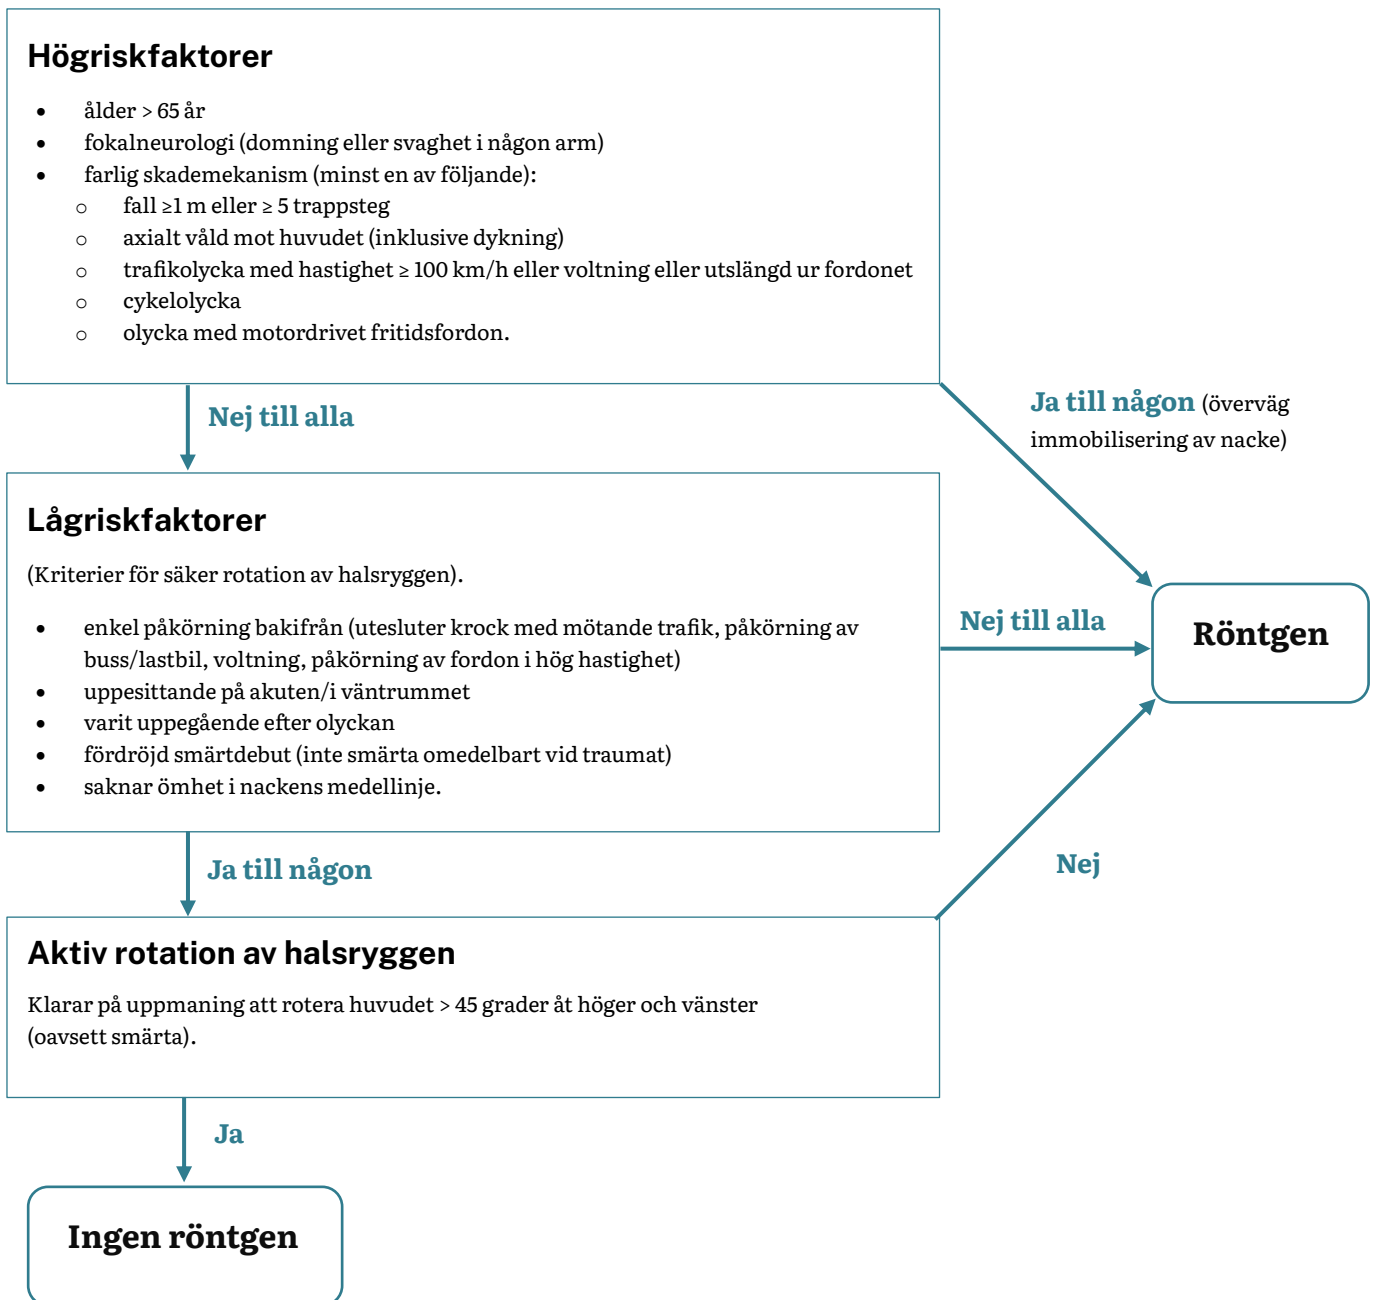 Högriskfaktorer
• ålder > 65 år
• fokalneurologi (domning eller svaghet i någon arm)
• farlig skademekanism (minst en av följande):
○ fall ≥1 m eller ≥ 5 trappsteg
○ axialt våld mot huvudet (inklusive dykning)
○ trafikolycka med hastighet ≥ 100 km/h eller voltning eller utslängd ur fordonet
○ cykelolycka
○ olycka med motordrivet fritidsfordon.
Nej till alla
Ja till någon (överväg
immobilisering av nacke)
Lågriskfaktorer
(Kriterier för säker rotation av halsryggen).
• enkel påkörning bakifrån (utesluter krock med mötande trafik, påkörning av
buss/lastbil, voltning, påkörning av fordon i hög hastighet)
• uppesittande på akuten/i väntrummet
• varit uppegående efter olyckan
• fördröjd smärtdebut (inte smärta omedelbart vid traumat)
• saknar ömhet i nackens medellinje.
Nej till alla
Röntgen
Ja till någon
Nej
Aktiv rotation av halsryggen
Klarar på uppmaning att rotera huvudet > 45 grader åt höger och vänster
(oavsett smärta).
Ja
Ingen röntgen